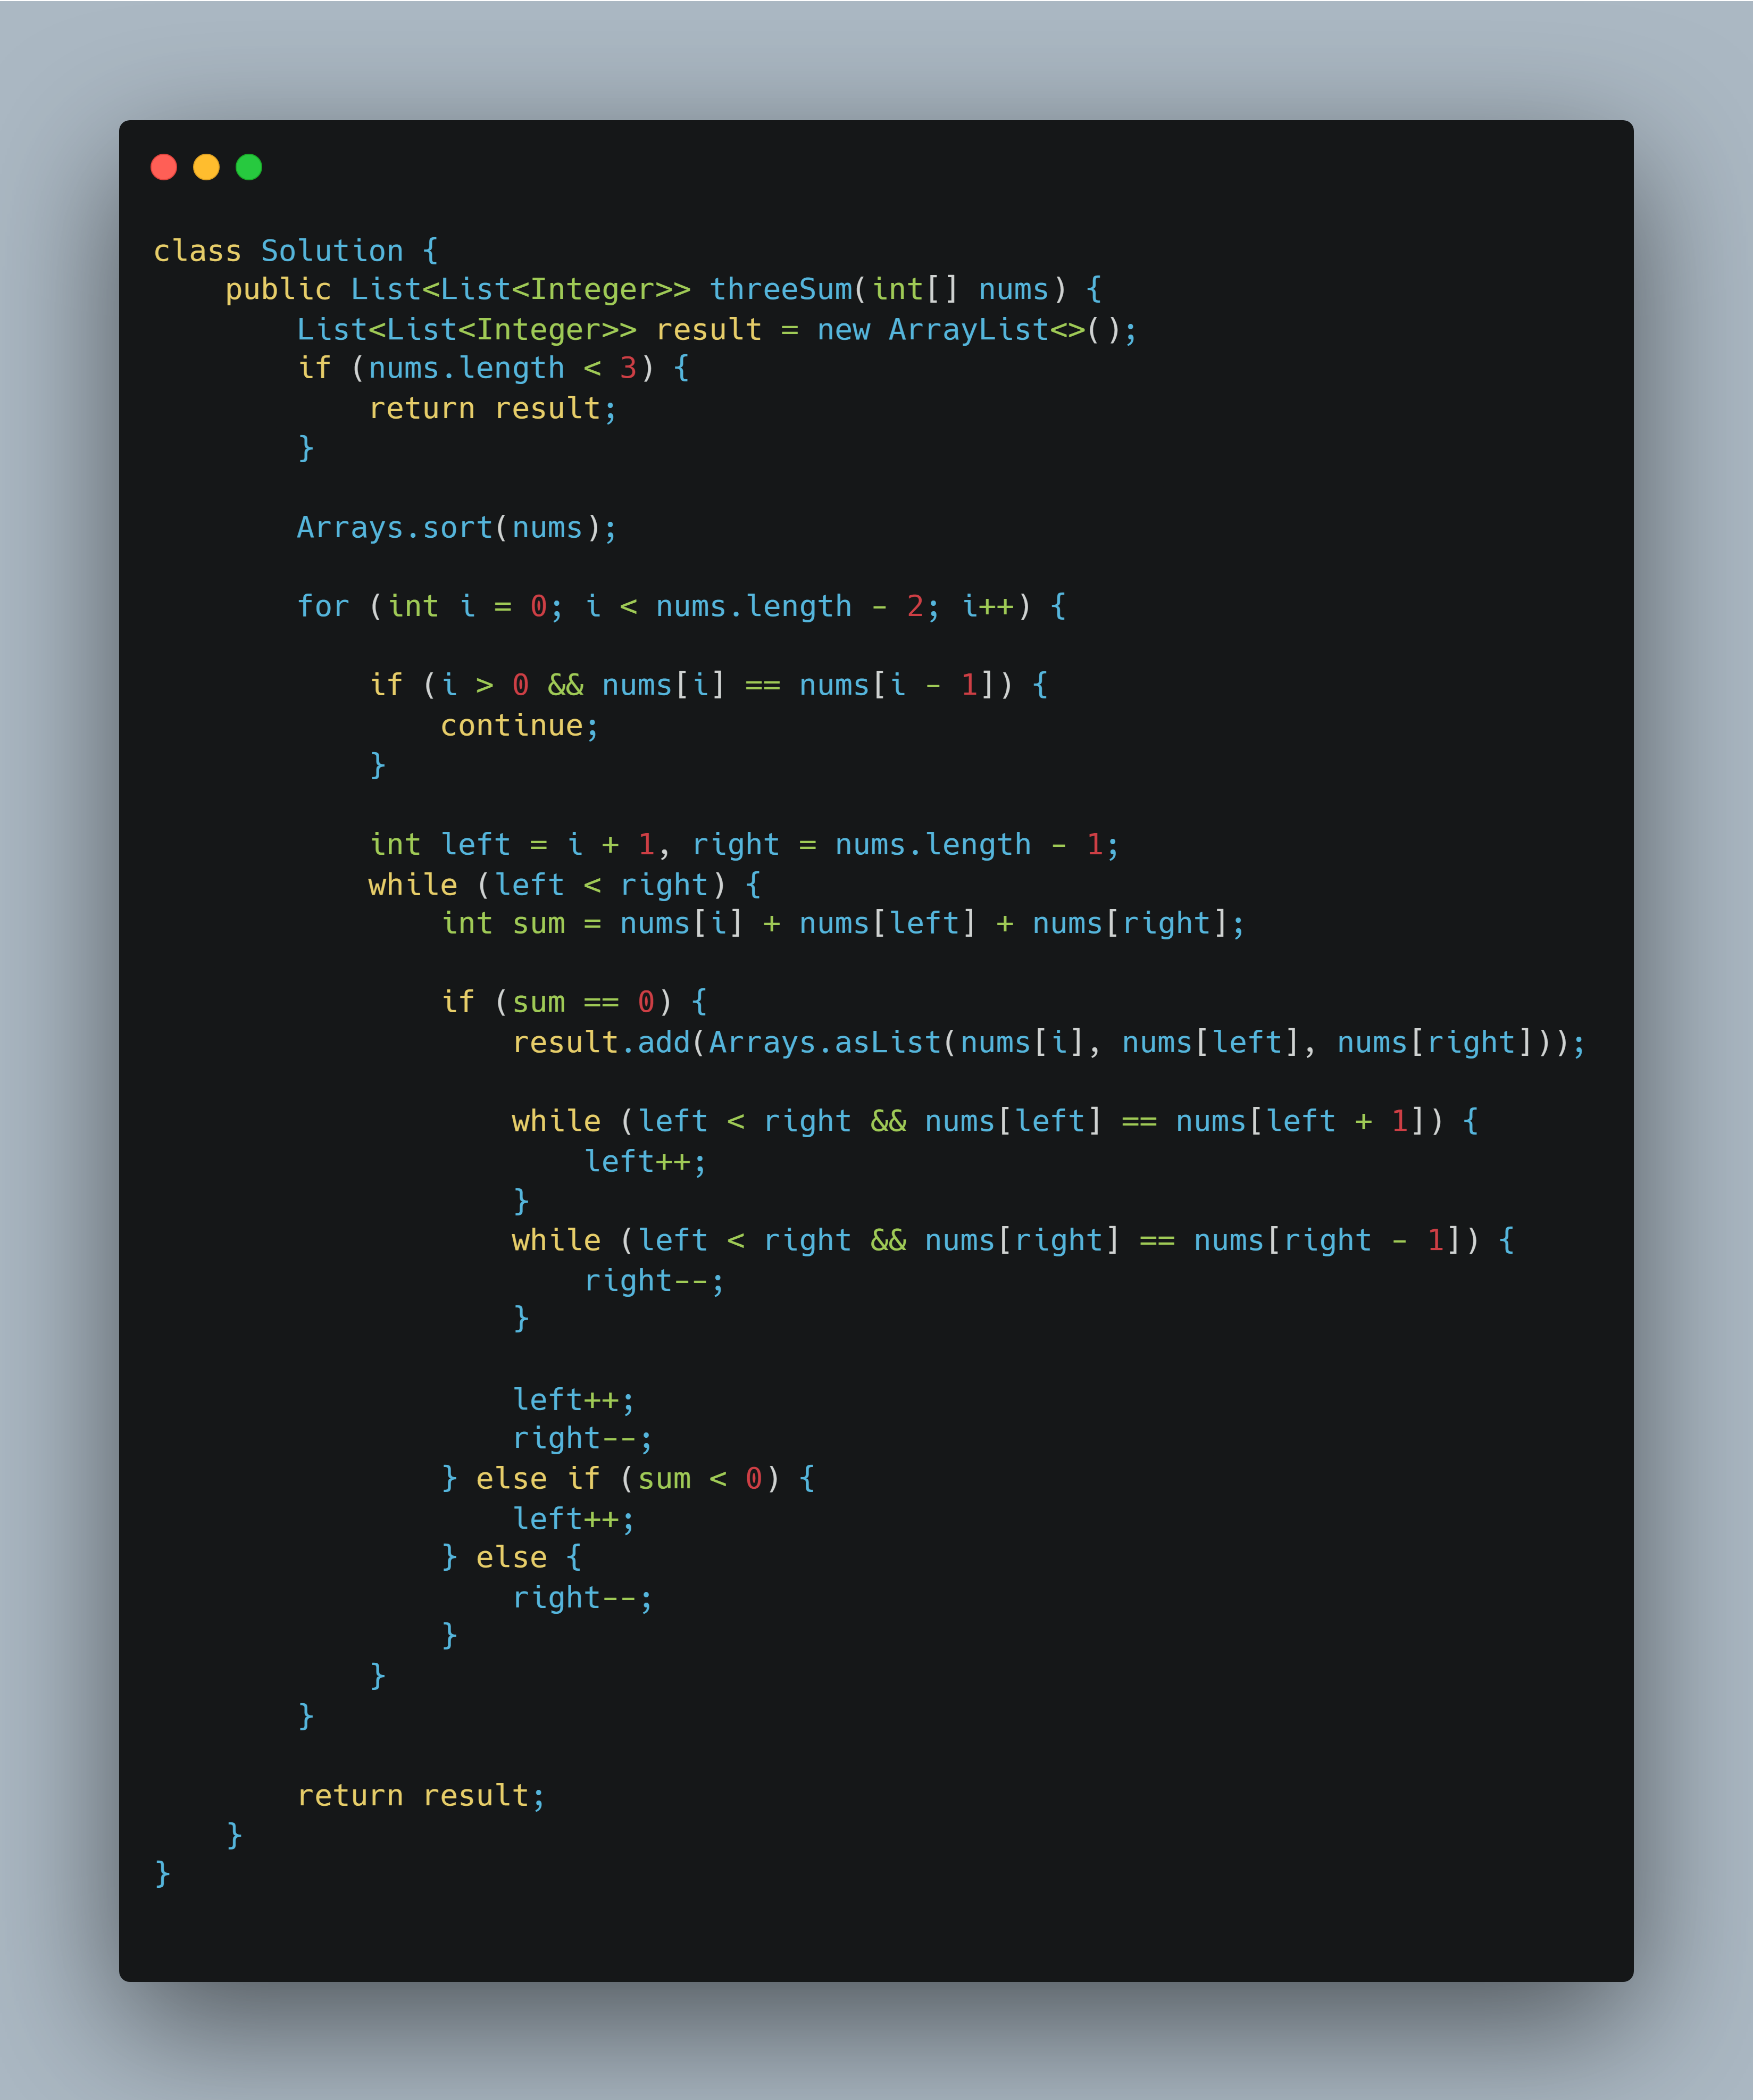 class Solution {
    public List<List<Integer>> threeSum(int[] nums) {
        List<List<Integer>> result = new ArrayList<>();
        if (nums.length < 3) {
            return result;
        }

        Arrays.sort(nums);

        for (int i = 0; i < nums.length - 2; i++) {

            if (i > 0 && nums[i] == nums[i - 1]) {
                continue;
            }

            int left = i + 1, right = nums.length - 1;
            while (left < right) {
                int sum = nums[i] + nums[left] + nums[right];

                if (sum == 0) {
                    result.add(Arrays.asList(nums[i], nums[left], nums[right]));

                    while (left < right && nums[left] == nums[left + 1]) {
                        left++;
                    }
                    while (left < right && nums[right] == nums[right - 1]) {
                        right--;
                    }

                    left++;
                    right--;
                } else if (sum < 0) {
                    left++;
                } else {
                    right--;
                }
            }
        }

        return result;
    }
}